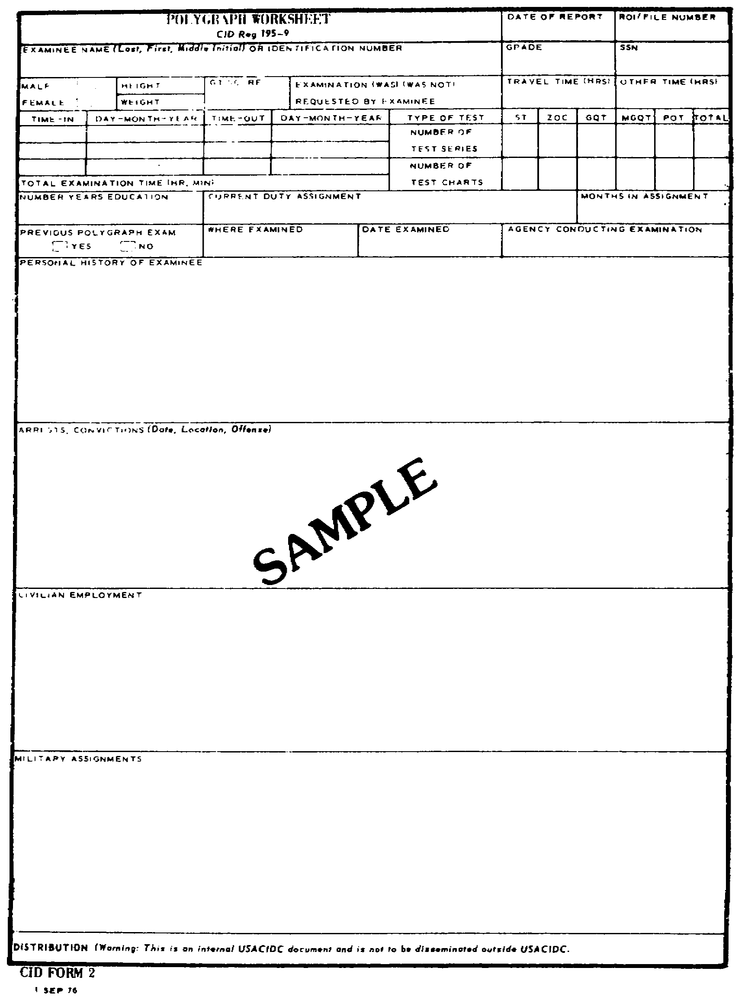 POLYGRAPH WORKSHEET
CID Reg 195-9
DATE OF REPORT
ROI/FILE NUMBER
EXAMINEE NAME (Last, First, Middle Initial) OR IDENTIFICATION NUMBER
GRADE
SSN
MALE
FEMALE
HEIGHT
WEIGHT
GT SCORE
EXAMINATION (WAS) (WAS NOT)
REQUESTED BY EXAMINEE
TRAVEL TIME (HRS)
OTHER TIME (HRS)
TIME-IN DAY-MONTH-YEAR TIME-OUT DAY-MONTH-YEAR TYPE OF TEST ST ZOC GQT MGQT POT TOTAL
NUMBER OF
TEST SERIES
NUMBER OF
TEST CHARTS
TOTAL EXAMINATION TIME (HR, MIN)
NUMBER YEARS EDUCATION
CURRENT DUTY ASSIGNMENT
MONTHS IN ASSIGNMENT
PREVIOUS POLYGRAPH EXAM
YES NO
WHERE EXAMINED
DATE EXAMINED
AGENCY CONDUCTING EXAMINATION
PERSONAL HISTORY OF EXAMINEE
ARRESTS, CONVICTIONS (Date, Location, Offense)
SAMPLE
CIVILIAN EMPLOYMENT
MILITARY ASSIGNMENTS
DISTRIBUTION (Warning: This is an internal USACIDC document and is not to be disseminated outside USACIDC.
CID FORM 2
1 SEP 76